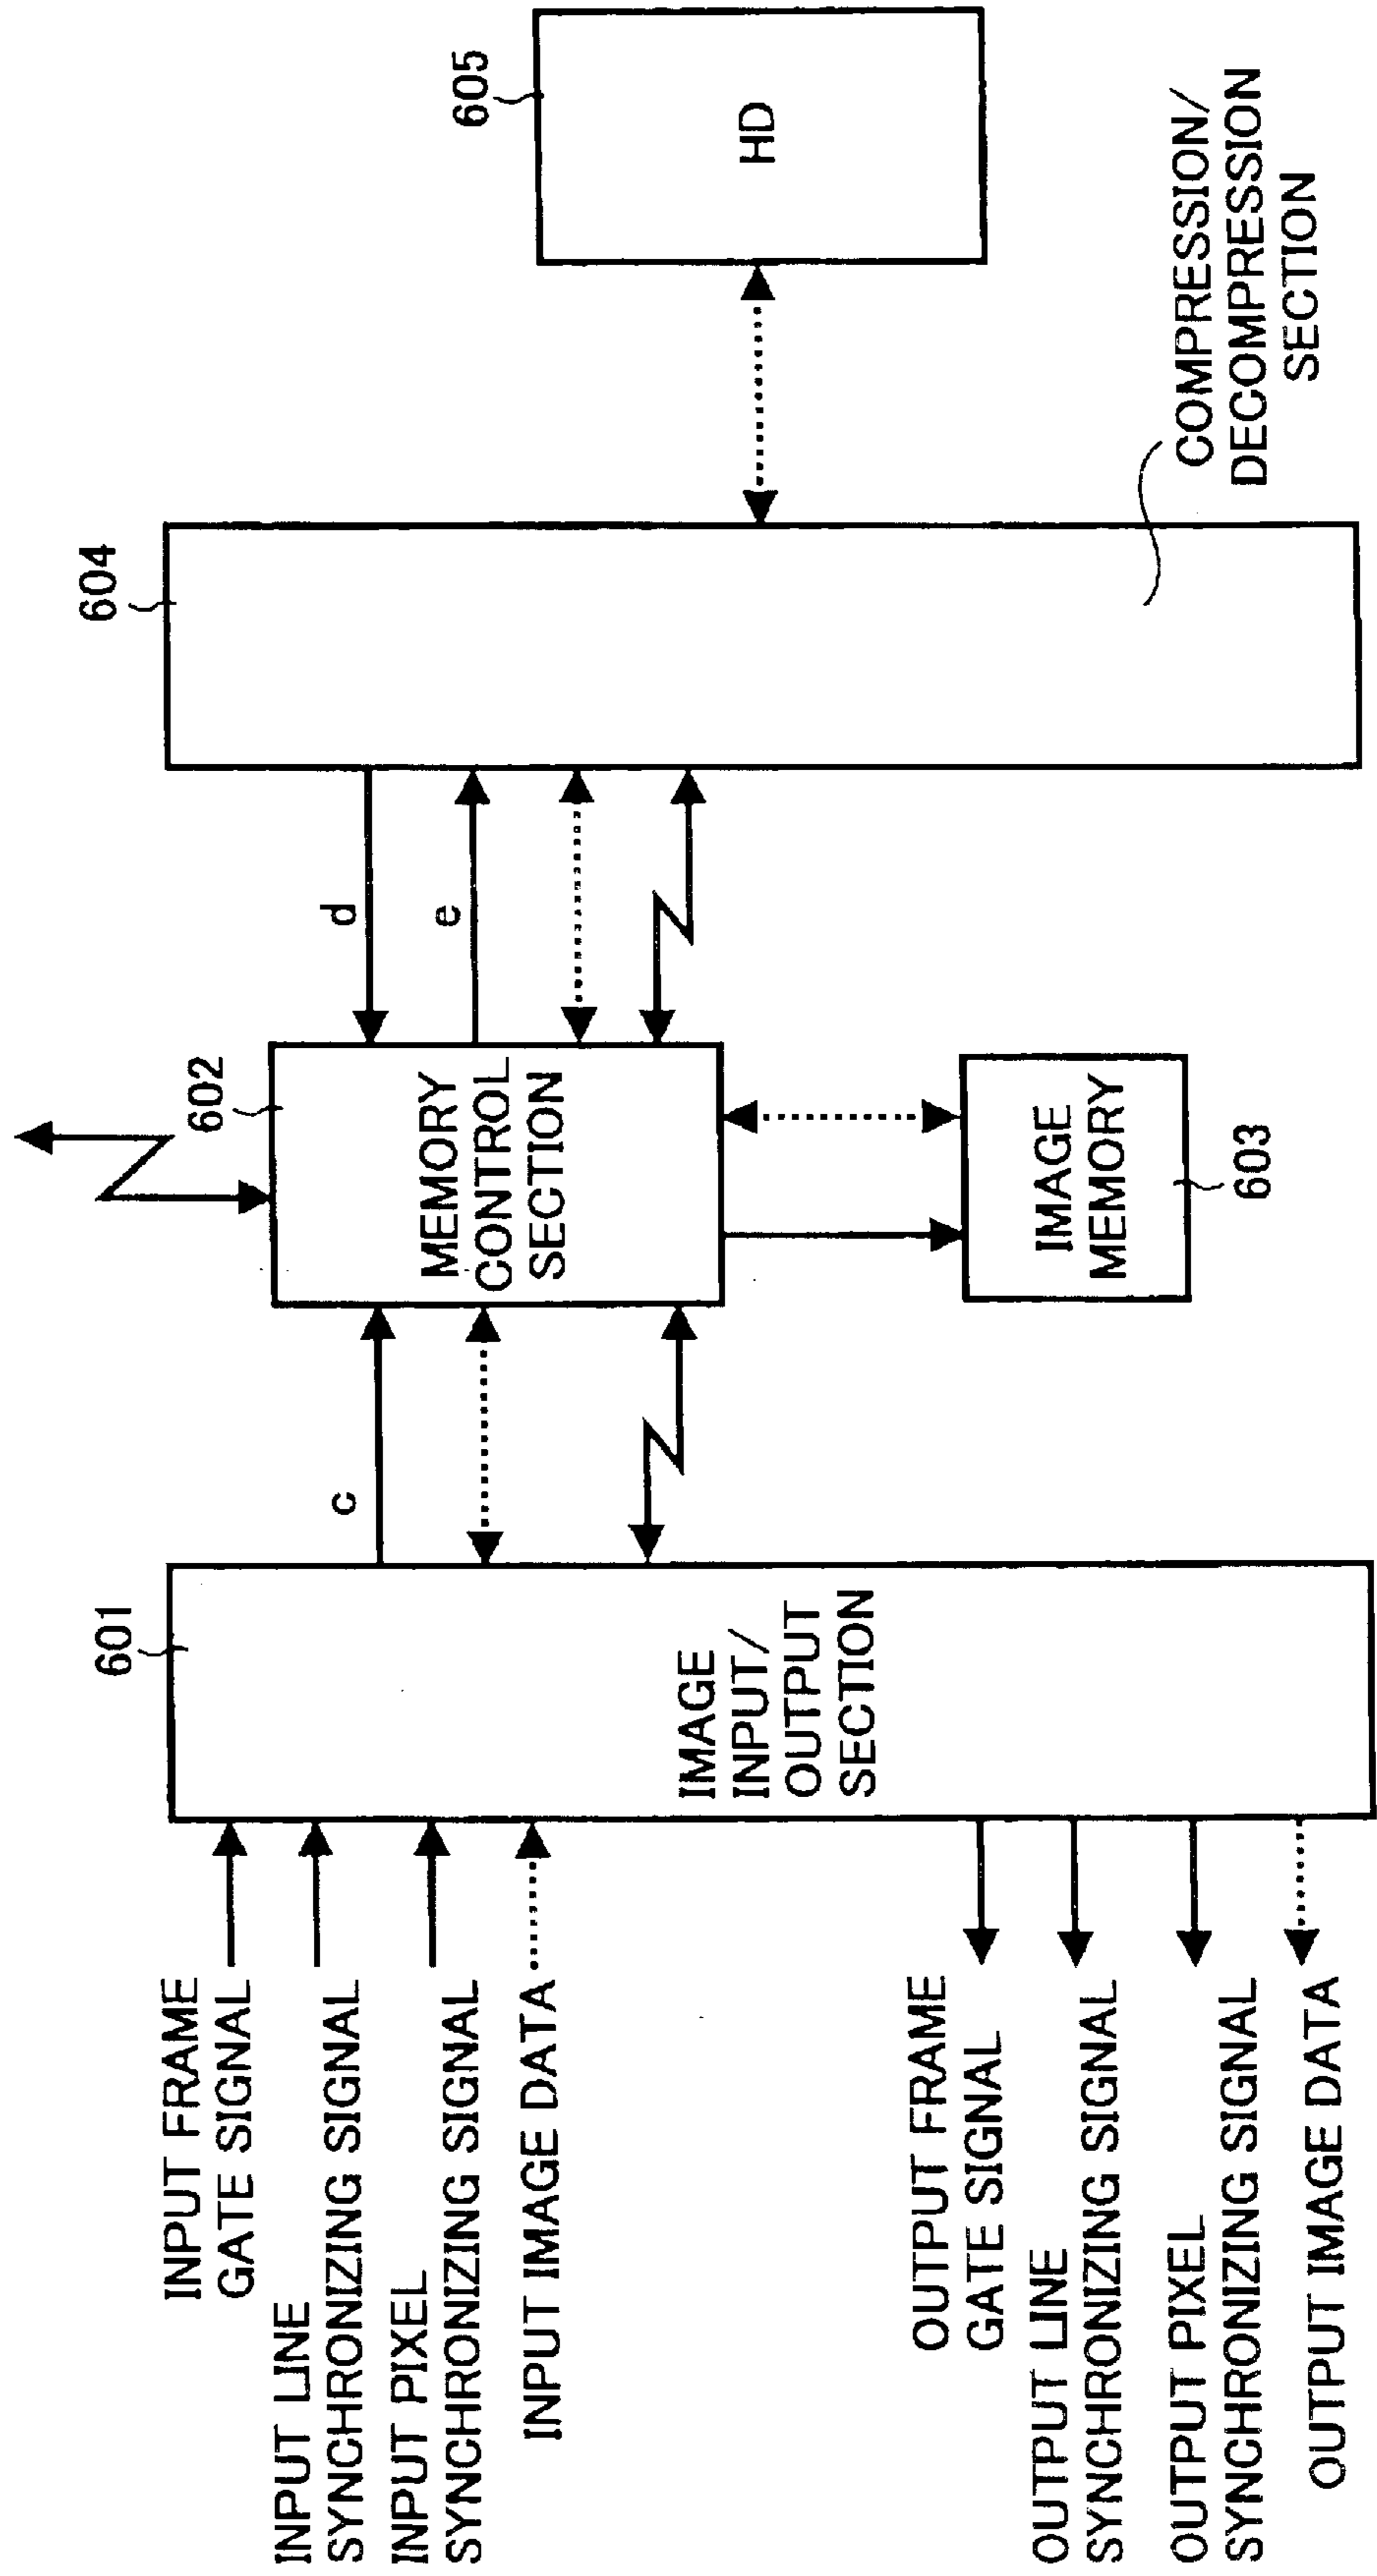 INPUT FRAME
GATE SIGNAL
INPUT LINE
SYNCHRONIZING SIGNAL
INPUT PIXEL
SYNCHRONIZING SIGNAL
INPUT IMAGE DATA
OUTPUT FRAME
GATE SIGNAL
OUTPUT LINE
SYNCHRONIZING SIGNAL
OUTPUT PIXEL
SYNCHRONIZING SIGNAL
OUTPUT IMAGE DATA
601
IMAGE
INPUT/
OUTPUT
SECTION
c
602
MEMORY
CONTROL
SECTION
IMAGE
MEMORY
603
d
e
604
COMPRESSION/
DECOMPRESSION
SECTION
605
HD